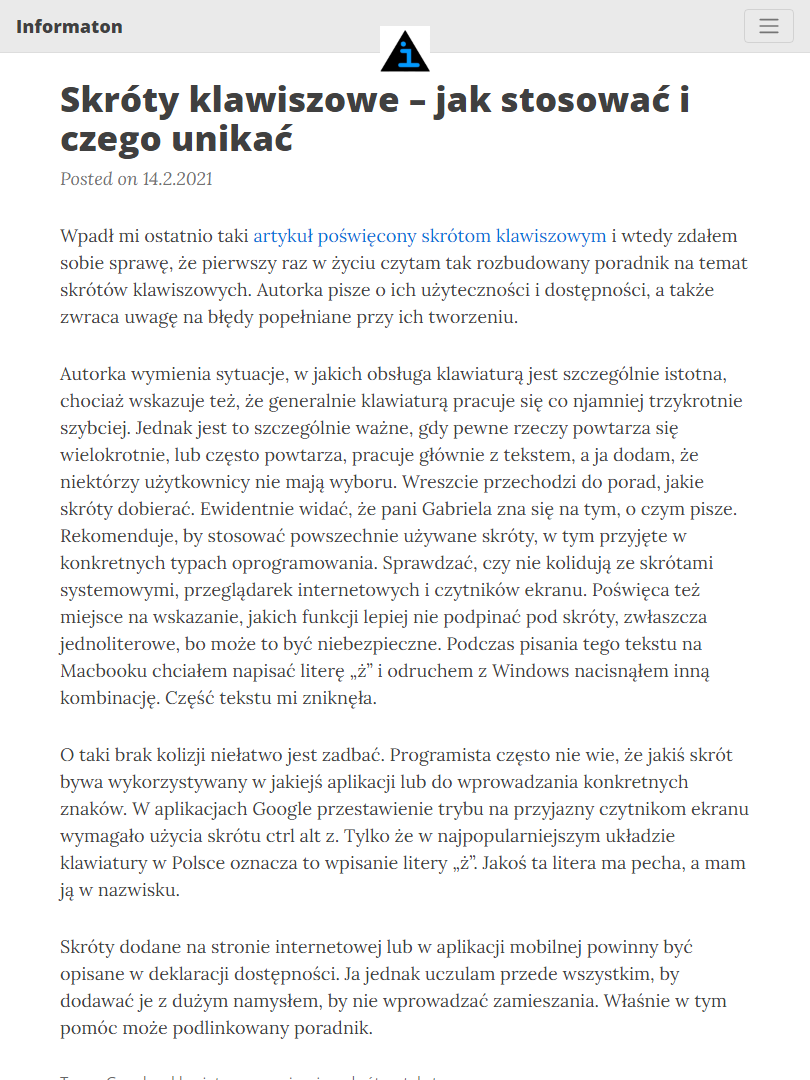 Informaton
i
Skróty klawiszowe – jak stosować i
czego unikać
Posted on 14.2.2021
Wpadł mi ostatnio taki artykuł poświęcony skrótom klawiszowym i wtedy zdałem
sobie sprawę, że pierwszy raz w życiu czytam tak rozbudowany poradnik na temat
skrótów klawiszowych. Autorka pisze o ich użyteczności i dostępności, a także
zwraca uwagę na błędy popełniane przy ich tworzeniu.
Autorka wymienia sytuacje, w jakich obsługa klawiaturą jest szczególnie istotna,
chociaż wskazuje też, że generalnie klawiaturą pracuje się co njamniej trzykrotnie
szybciej. Jednak jest to szczególnie ważne, gdy pewne rzeczy powtarza się
wielokrotnie, lub często powtarza, pracuje głównie z tekstem, a ja dodam, że
niektórzy użytkownicy nie mają wyboru. Wreszcie przechodzi do porad, jakie
skróty dobierać. Ewidentnie widać, że pani Gabriela zna się na tym, o czym pisze.
Rekomenduje, by stosować powszechnie używane skróty, w tym przyjęte w
konkretnych typach oprogramowania. Sprawdzać, czy nie kolidują ze skrótami
systemowymi, przeglądarek internetowych i czytników ekranu. Poświęca też
miejsce na wskazanie, jakich funkcji lepiej nie podpinać pod skróty, zwłaszcza
jednoliterowe, bo może to być niebezpieczne. Podczas pisania tego tekstu na
Macbooku chciałem napisać literę „ż” i odruchem z Windows nacisnąłem inną
kombinację. Część tekstu mi zniknęła.
O taki brak kolizji niełatwo jest zadbać. Programista często nie wie, że jakiś skrót
bywa wykorzystywany w jakiejś aplikacji lub do wprowadzania konkretnych
znaków. W aplikacjach Google przestawienie trybu na przyjazny czytnikom ekranu
wymagało użycia skrótu ctrl alt z. Tylko że w najpopularniejszym układzie
klawiatury w Polsce oznacza to wpisanie litery „ż”. Jakoś ta litera ma pecha, a mam
ją w nazwisku.
Skróty dodane na stronie internetowej lub w aplikacji mobilnej powinny być
opisane w deklaracji dostępności. Ja jednak uczulam przede wszystkim, by
dodawać je z dużym namysłem, by nie wprowadzać zamieszania. Właśnie w tym
pomóc może podlinkowany poradnik.